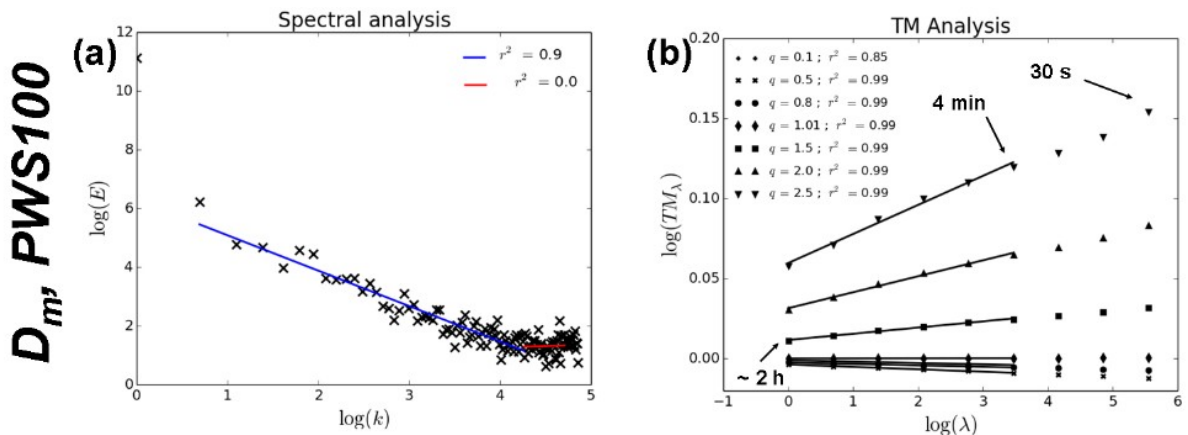 D_m, PWS100
Spectral analysis
(a)
r² = 0.9
r² = 0.0
log(E)
12
10
8
6
4
2
0
0 1 2 3 4 5
log(k)
TM Analysis
(b)
q = 0.1 ; r² = 0.85
q = 0.5 ; r² = 0.99
q = 0.8 ; r² = 0.99
q = 1.01 ; r² = 0.99
q = 1.5 ; r² = 0.99
q = 2.0 ; r² = 0.99
q = 2.5 ; r² = 0.99
30 s
4 min
~ 2 h
log(TM_λ)
0.20
0.15
0.10
0.05
0.00
−1 0 1 2 3 4 5 6
log(λ)